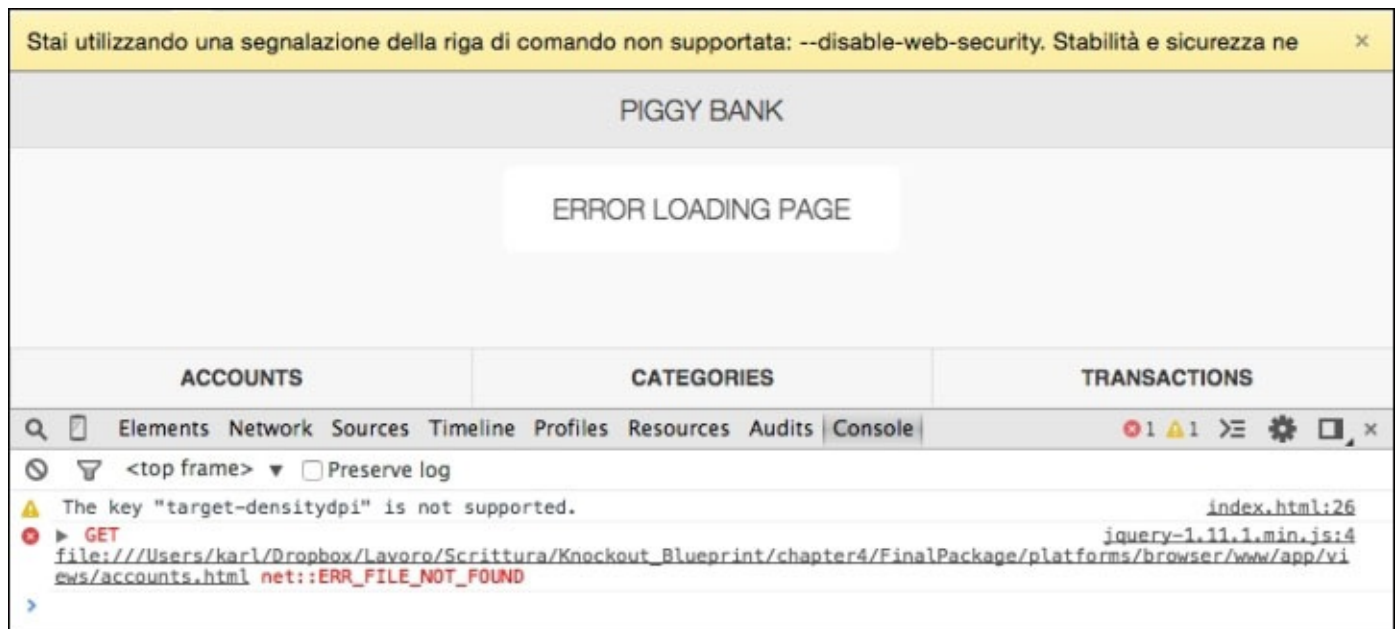 Stai utilizzando una segnalazione della riga di comando non supportata: --disable-web-security. Stabilità e sicurezza ne ×
PIGGY BANK
ERROR LOADING PAGE
ACCOUNTS CATEGORIES TRANSACTIONS
Elements Network Sources Timeline Profiles Resources Audits Console 1 1 ×
<top frame> ▼ Preserve log
The key "target-densitydpi" is not supported. index.html:26
▶ GET jquery-1.11.1.min.js:4
file:///Users/karl/Dropbox/Lavoro/Scrittura/Knockout_Blueprint/chapter4/FinalPackage/platforms/browser/www/app/vi
ews/accounts.html net::ERR_FILE_NOT_FOUND
>